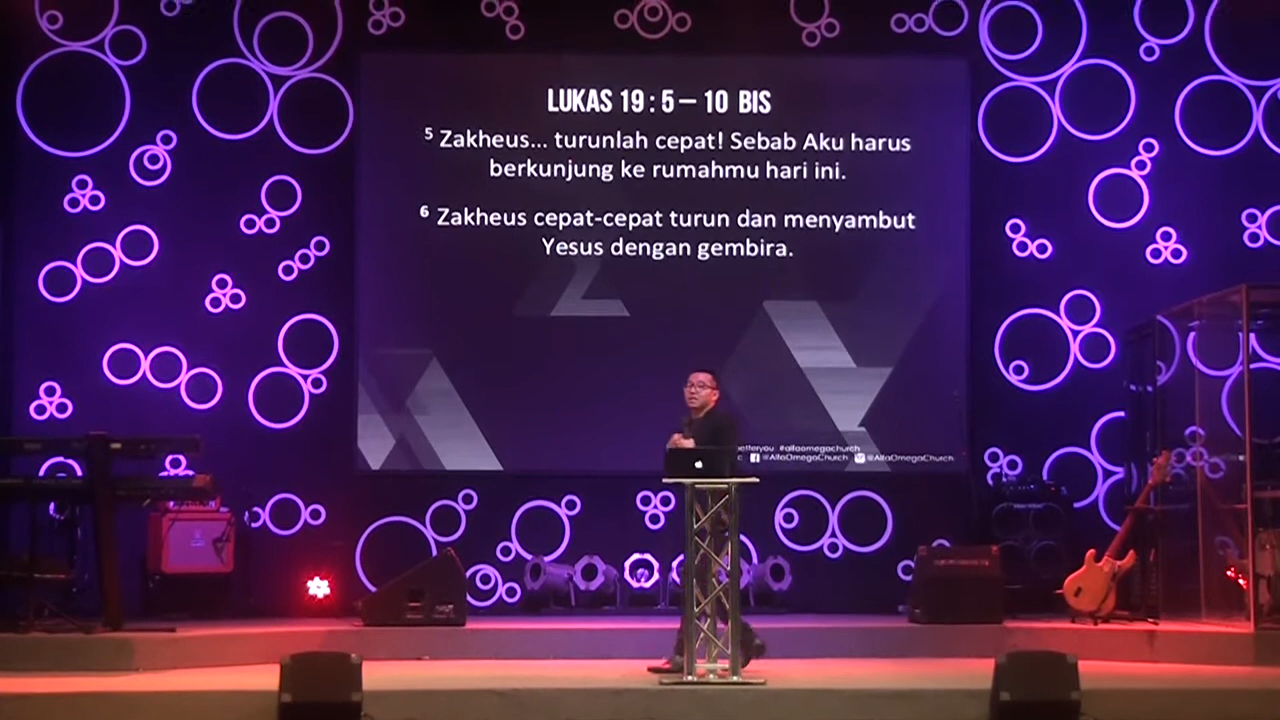 LUKAS 19 : 5 – 10 BIS
5 Zakheus... turunlah cepat! Sebab Aku harus
berkunjung ke rumahmu hari ini.
6 Zakheus cepat-cepat turun dan menyambut
Yesus dengan gembira.
#alfaomegachurch
@AlfaOmegaChurch @AlfaOmegaChurch